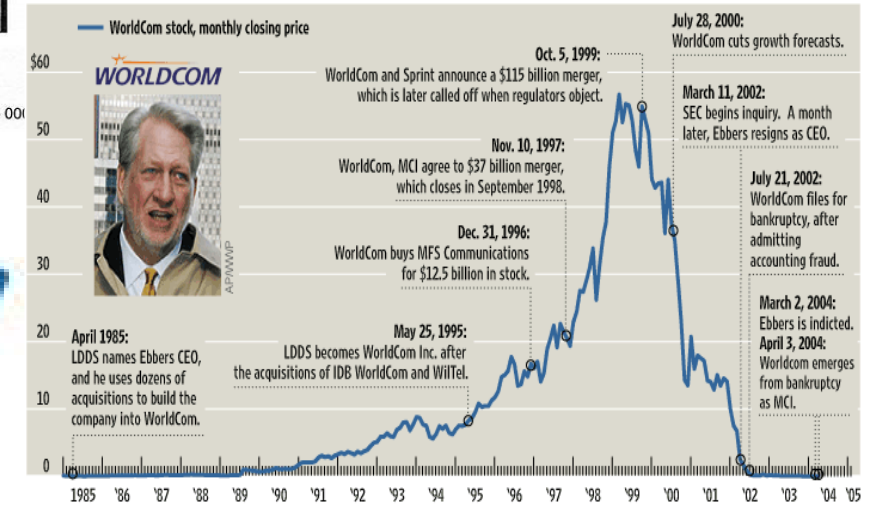 WorldCom stock, monthly closing price
July 28, 2000:
WorldCom cuts growth forecasts.
Oct. 5, 1999:
WorldCom and Sprint announce a $115 billion merger,
which is later called off when regulators object.
$60
WORLDCOM
March 11, 2002:
SEC begins inquiry. A month
later, Ebbers resigns as CEO.
50
Nov. 10, 1997:
WorldCom, MCI agree to $37 billion merger,
which closes in September 1998.
July 21, 2002:
WorldCom files for
bankruptcy, after
admitting
accounting fraud.
40
Dec. 31, 1996:
WorldCom buys MFS Communications
for $12.5 billion in stock.
AP/WWP
30
March 2, 2004:
Ebbers is indicted.
April 3, 2004:
Worldcom emerges
from bankruptcy
as MCI.
20
May 25, 1995:
LDDS becomes WorldCom Inc. after
the acquisitions of IDB WorldCom and WilTel.
April 1985:
LDDS names Ebbers CEO,
and he uses dozens of
acquisitions to build the
company into WorldCom.
10
0
1985 '86 '87 '88 '89 '90 '91 '92 '93 '94 '95 '96 '97 '98 '99 '00 '01 '02 '03 '04 '05